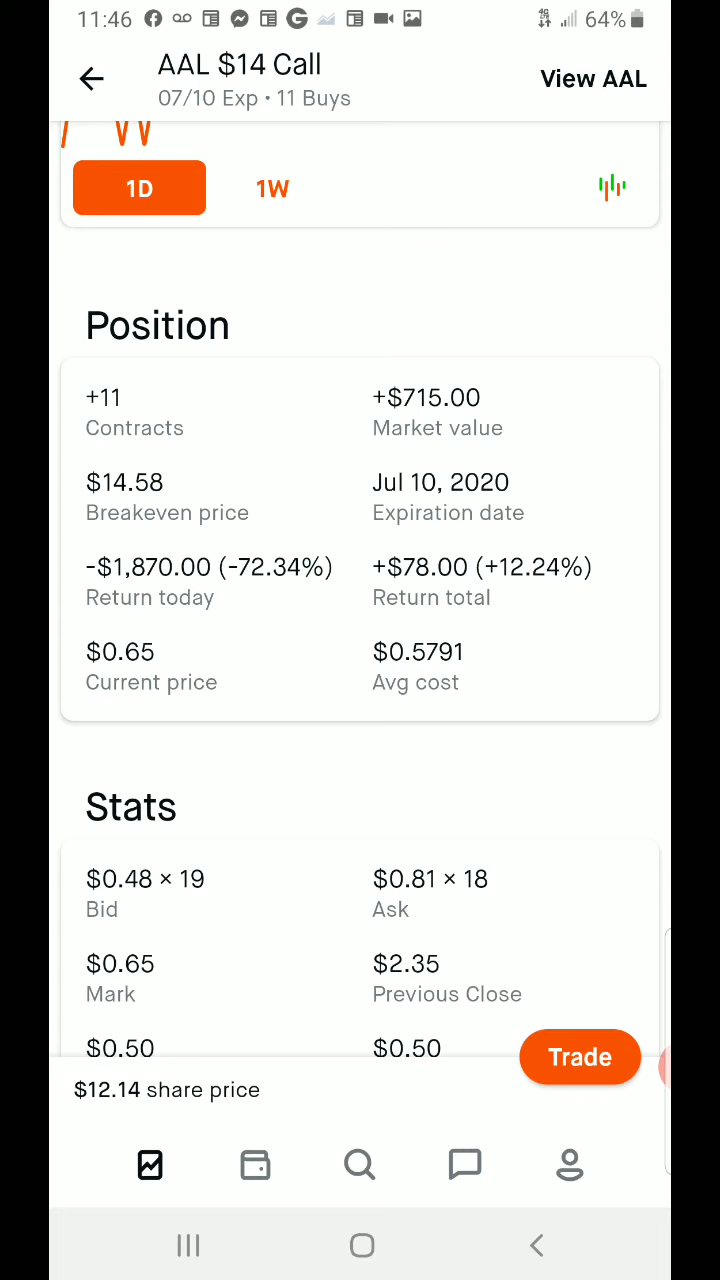 11:46 64%
AAL $14 Call
07/10 Exp • 11 Buys
View AAL
1D 1W
Position
+11 +$715.00
Contracts Market value
$14.58 Jul 10, 2020
Breakeven price Expiration date
-$1,870.00 (-72.34%) +$78.00 (+12.24%)
Return today Return total
$0.65 $0.5791
Current price Avg cost
Stats
$0.48 × 19 $0.81 × 18
Bid Ask
$0.65 $2.35
Mark Previous Close
$0.50 $0.50
Trade
$12.14 share price